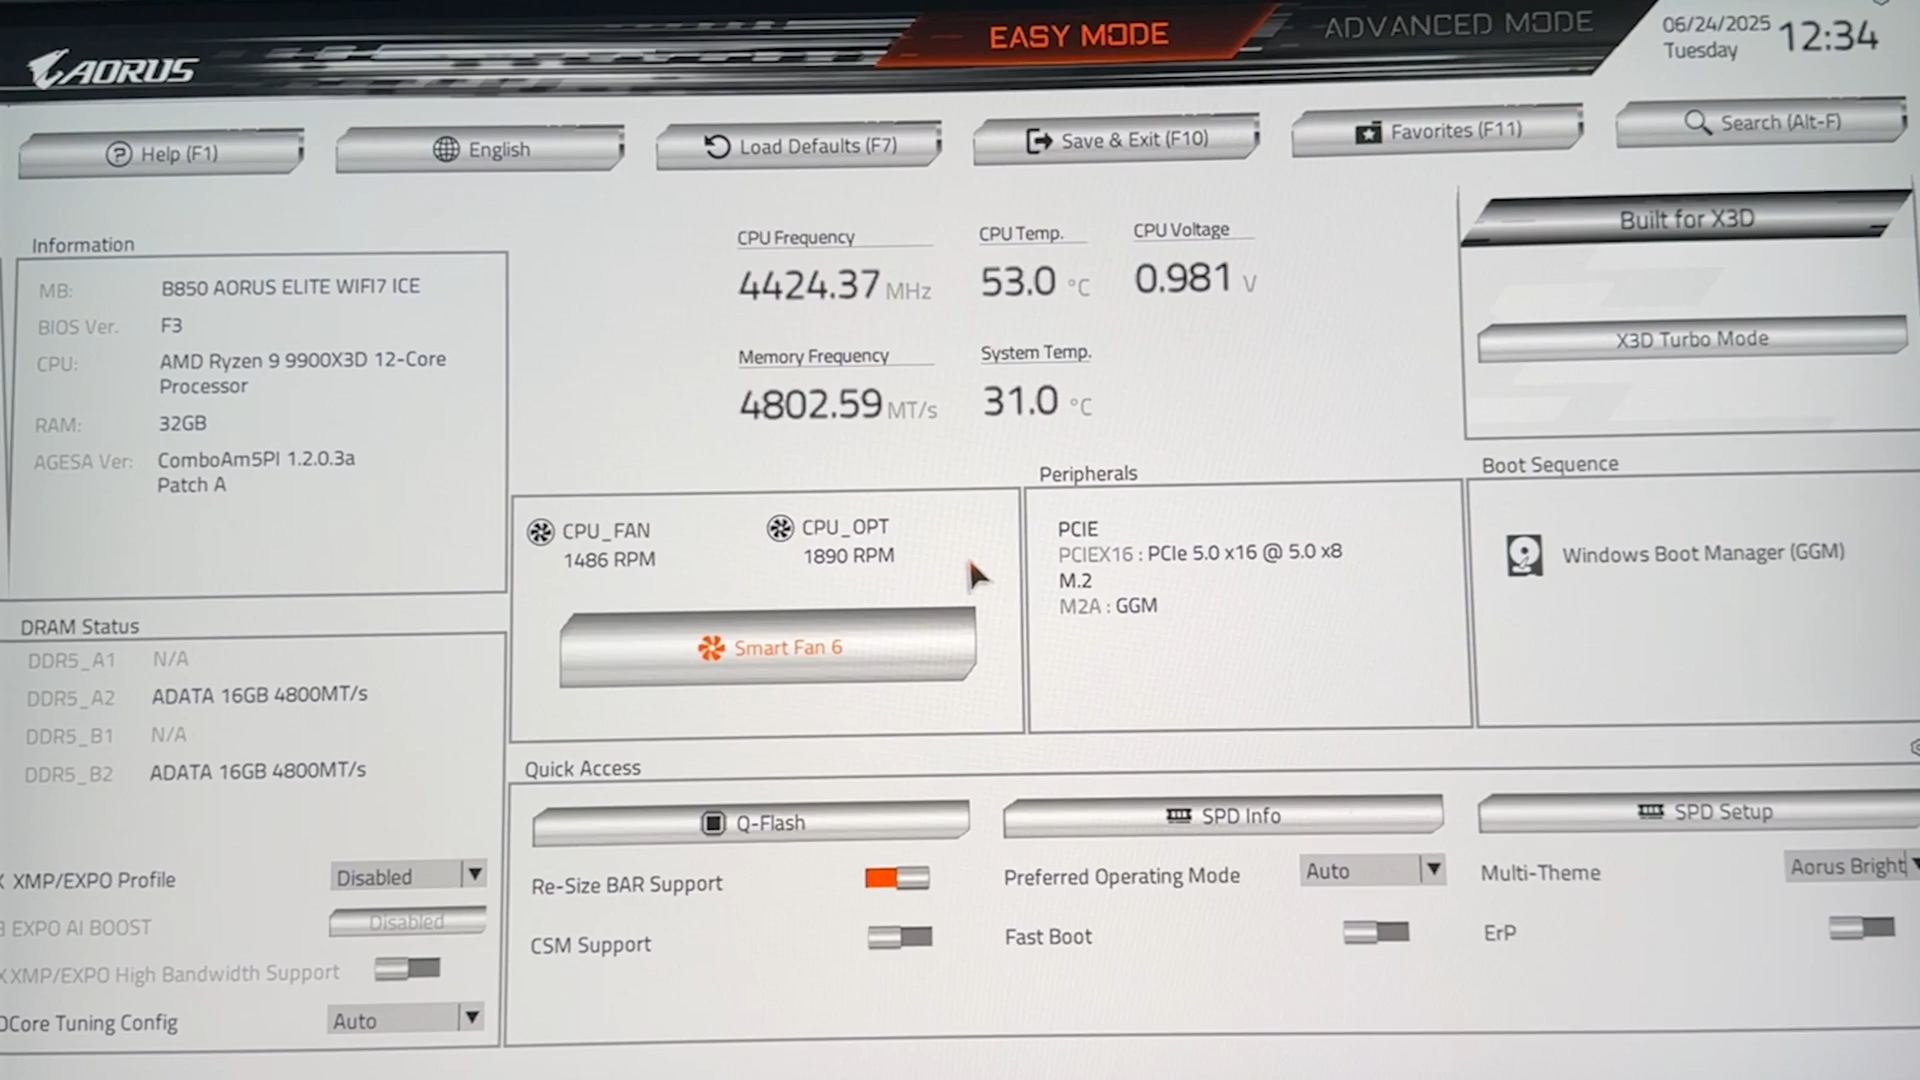 AORUS
EASY MODE
ADVANCED MODE
06/24/2025
Tuesday
12:34
Help (F1)
English
Load Defaults (F7)
Save & Exit (F10)
Favorites (F11)
Search (Alt-F)
Information
MB: B850 AORUS ELITE WIFI7 ICE
BIOS Ver. F3
CPU: AMD Ryzen 9 9900X3D 12-Core
Processor
RAM: 32GB
AGESA Ver: ComboAm5PI 1.2.0.3a
Patch A
CPU Frequency
4424.37 MHz
CPU Temp.
53.0 °C
CPU Voltage
0.981 V
Memory Frequency
4802.59 MT/s
System Temp.
31.0 °C
Built for X3D
X3D Turbo Mode
DRAM Status
DDR5_A1 N/A
DDR5_A2 ADATA 16GB 4800MT/s
DDR5_B1 N/A
DDR5_B2 ADATA 16GB 4800MT/s
XMP/EXPO Profile Disabled
EXPO AI BOOST Disabled
XMP/EXPO High Bandwidth Support
Core Tuning Config Auto
CPU_FAN
1486 RPM
CPU_OPT
1890 RPM
Smart Fan 6
Peripherals
PCIE
PCIEX16 : PCIe 5.0 x16 @ 5.0 x8
M.2
M2A : GGM
Boot Sequence
Windows Boot Manager (GGM)
Quick Access
Q-Flash
SPD Info
SPD Setup
Re-Size BAR Support
Preferred Operating Mode Auto
Multi-Theme Aorus Bright
CSM Support
Fast Boot
ErP